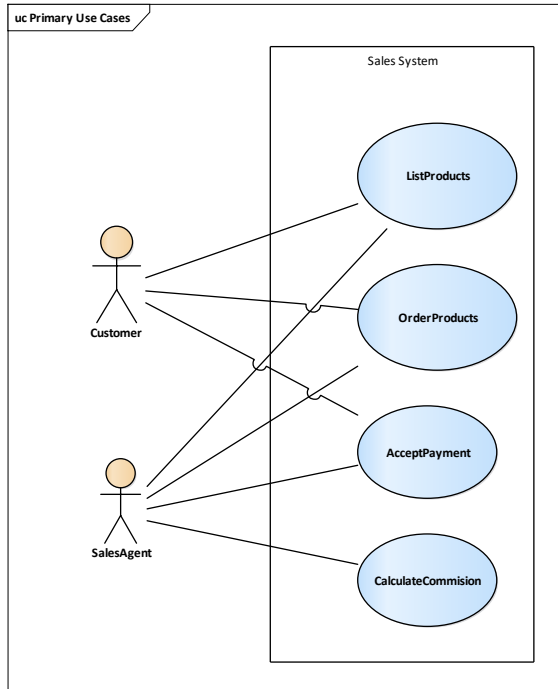 uc Primary Use Cases
Sales System
ListProducts
Customer
OrderProducts
AcceptPayment
SalesAgent
CalculateCommision